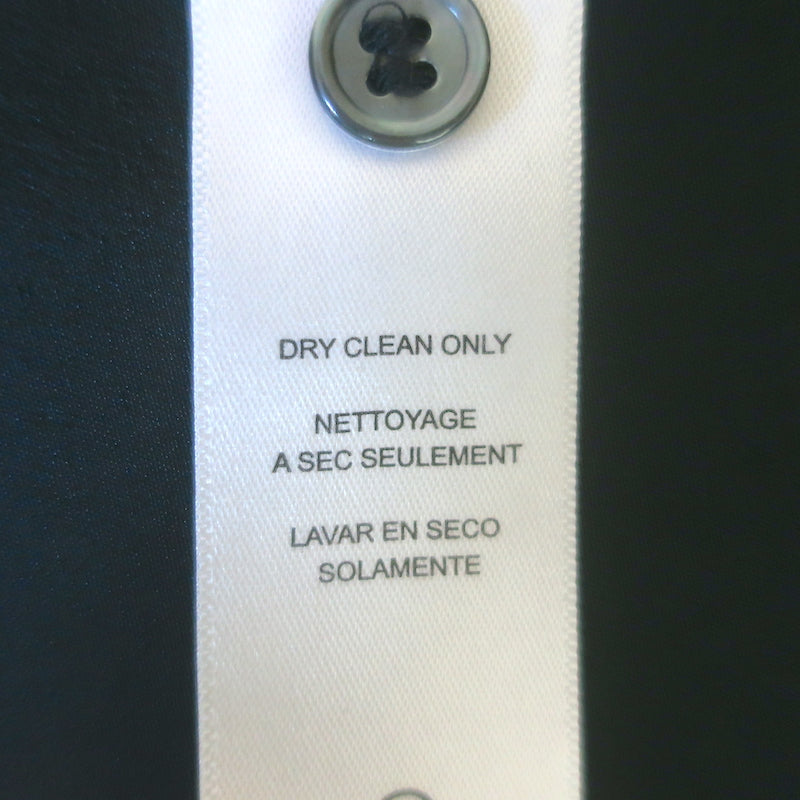 DRY CLEAN ONLY
NETTOYAGE
A SEC SEULEMENT
LAVAR EN SECO
SOLAMENTE